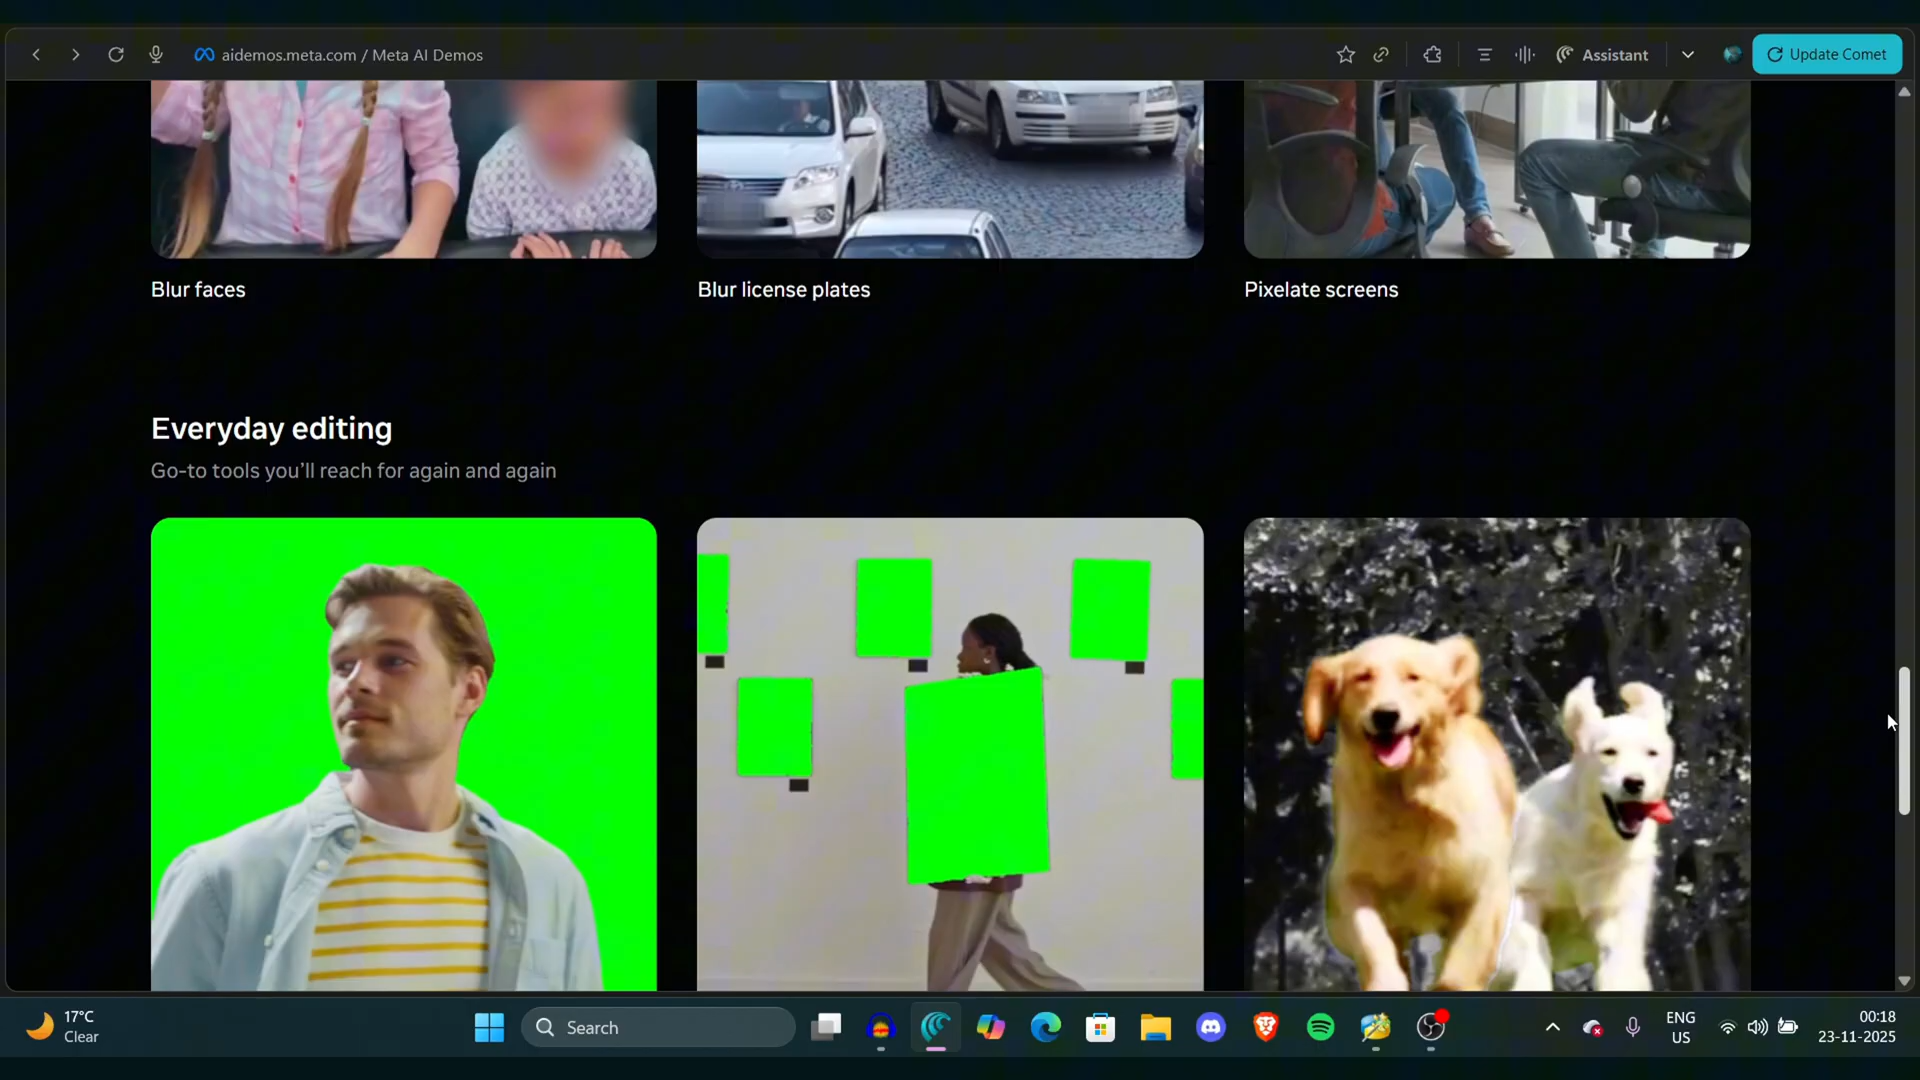 aidemos.meta.com / Meta AI Demos
Assistant
Update Comet
Blur faces
Blur license plates
Pixelate screens
Everyday editing
Go-to tools you’ll reach for again and again
17°C
Clear
Search
ENG
US
00:18
23-11-2025